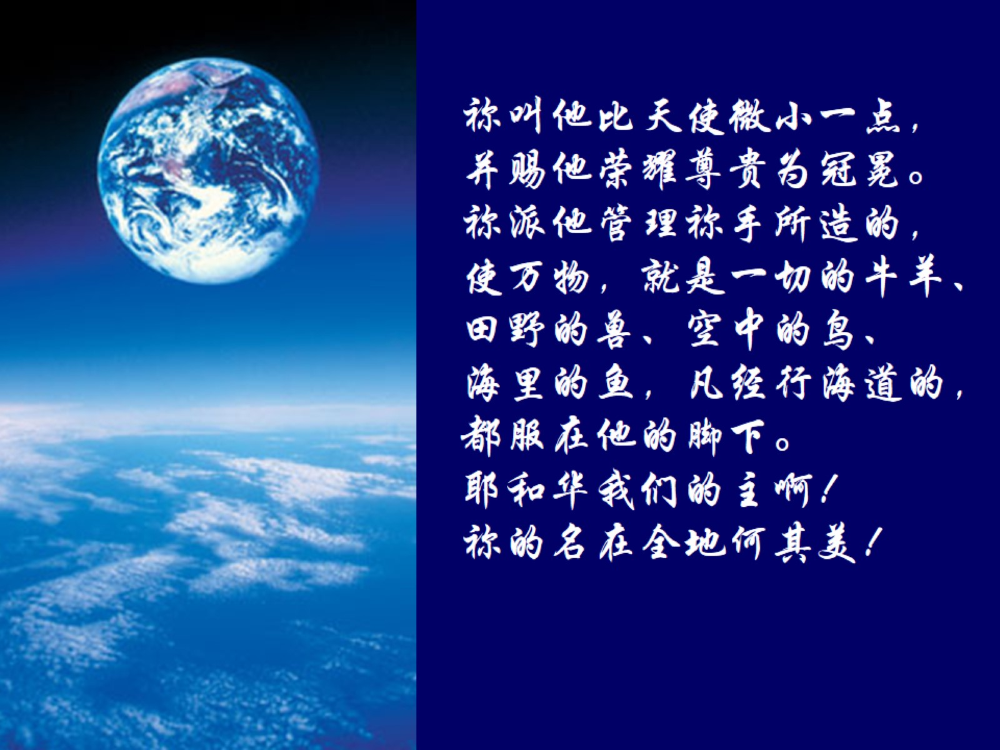 祢叫他比天使微小一点，
并赐他荣耀尊贵为冠冕。
祢派他管理祢手所造的，
使万物，就是一切的牛羊、
田野的兽、空中的鸟、
海里的鱼，凡经行海道的，
都服在他的脚下。
耶和华我们的主啊！
祢的名在全地何其美！